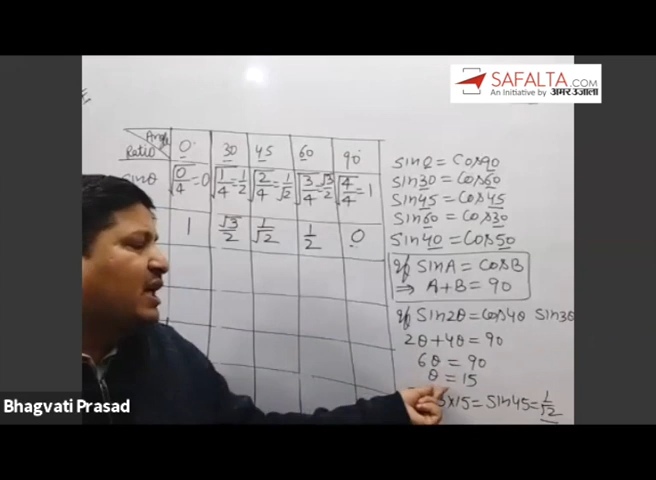 SAFALTA.COM
An Initiative by अमर उजाला
Angle
Ratio
0° 30 45 60 90°
sinθ √0/4=0 √1/4=1/2 √2/4=1/√2 √3/4=√3/2 √4/4=1
1 √3/2 1/√2 1/2 0
sin0 = cos90
sin30 = cos60
sin45 = cos45
sin60 = cos30
sin40 = cos50
If sinA = cosB
⇒ A+B = 90
If sin2θ = cos4θ sin3θ
2θ+4θ = 90
6θ = 90
θ = 15
×15 = sin45 = 1/√2
Bhagvati Prasad